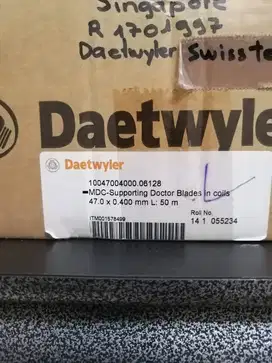 Singapore
R 1701997
Daetwyler Swisste
Daetwyler
Daetwyler
10047004000.06128
MDC-Supporting Doctor Blades in coils
47.0 x 0.400 mm L: 50 m
Roll No.
ITM001578499
14 1 055234
L